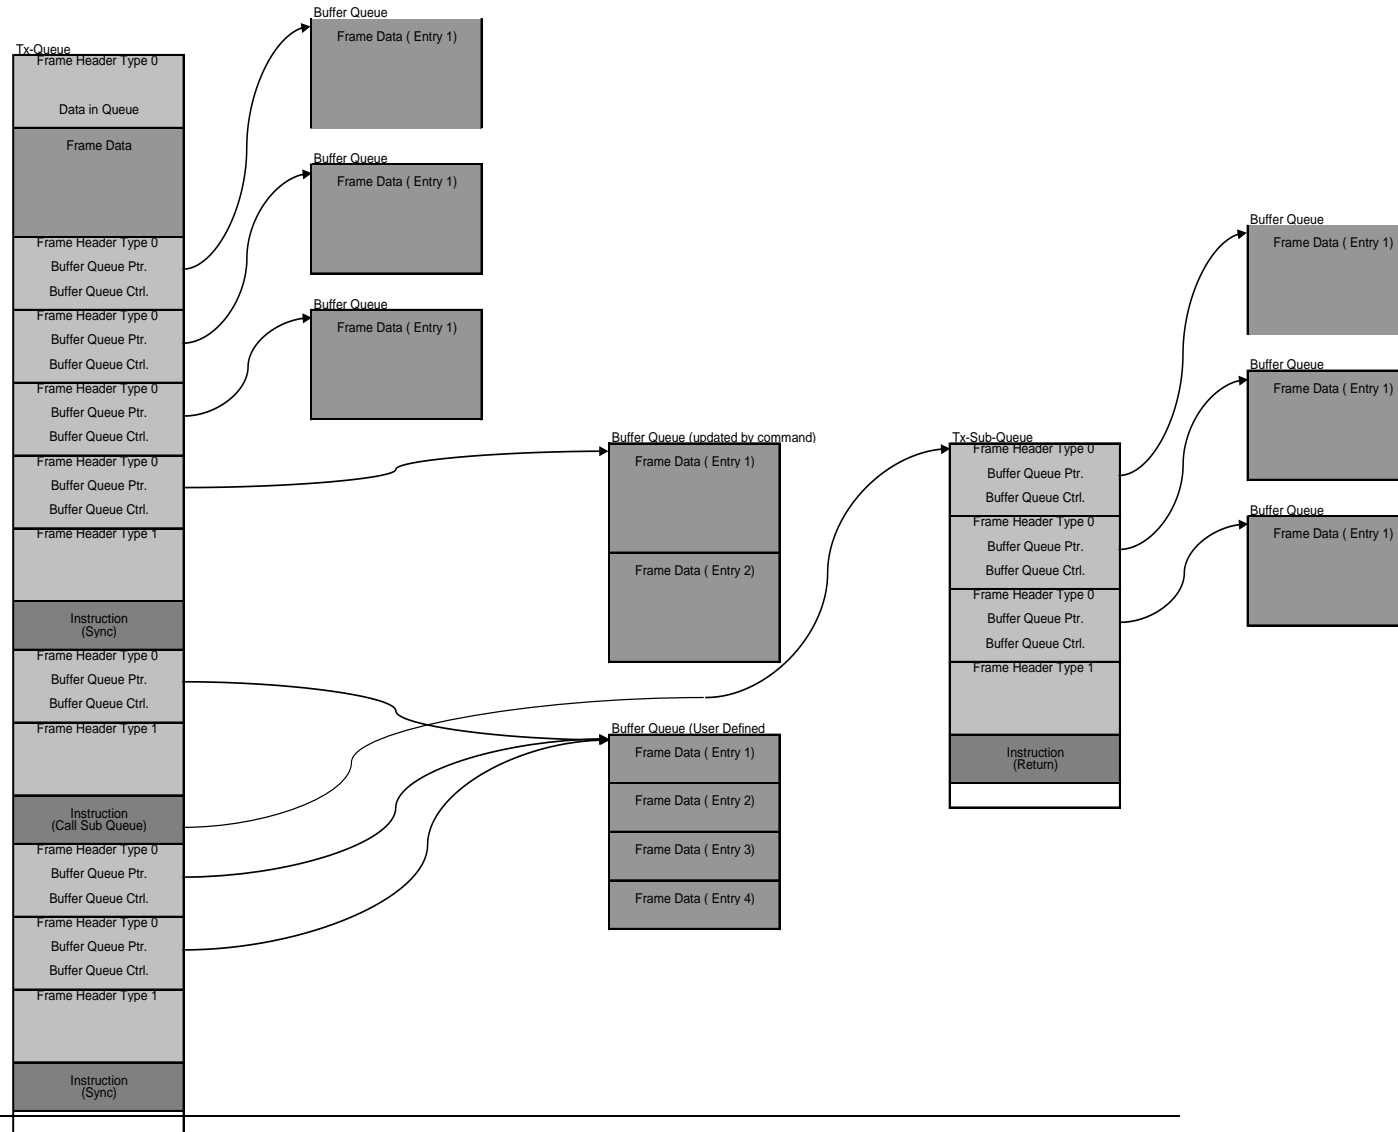 Tx-Queue
Frame Header Type 0
Data in Queue
Frame Data
Frame Header Type 0
Buffer Queue Ptr.
Buffer Queue Ctrl.
Frame Header Type 0
Buffer Queue Ptr.
Buffer Queue Ctrl.
Frame Header Type 0
Buffer Queue Ptr.
Buffer Queue Ctrl.
Frame Header Type 0
Buffer Queue Ptr.
Buffer Queue Ctrl.
Frame Header Type 1
Instruction
(Sync)
Frame Header Type 0
Buffer Queue Ptr.
Buffer Queue Ctrl.
Frame Header Type 1
Instruction
(Call Sub Queue)
Frame Header Type 0
Buffer Queue Ptr.
Buffer Queue Ctrl.
Frame Header Type 0
Buffer Queue Ptr.
Buffer Queue Ctrl.
Frame Header Type 1
Instruction
(Sync)
Buffer Queue
Frame Data ( Entry 1)
Buffer Queue
Frame Data ( Entry 1)
Buffer Queue
Frame Data ( Entry 1)
Buffer Queue (updated by command)
Frame Data ( Entry 1)
Frame Data ( Entry 2)
Buffer Queue (User Defined
Frame Data ( Entry 1)
Frame Data ( Entry 2)
Frame Data ( Entry 3)
Frame Data ( Entry 4)
Tx-Sub-Queue
Frame Header Type 0
Buffer Queue Ptr.
Buffer Queue Ctrl.
Frame Header Type 0
Buffer Queue Ptr.
Buffer Queue Ctrl.
Frame Header Type 0
Buffer Queue Ptr.
Buffer Queue Ctrl.
Frame Header Type 1
Instruction
(Return)
Buffer Queue
Frame Data ( Entry 1)
Buffer Queue
Frame Data ( Entry 1)
Buffer Queue
Frame Data ( Entry 1)